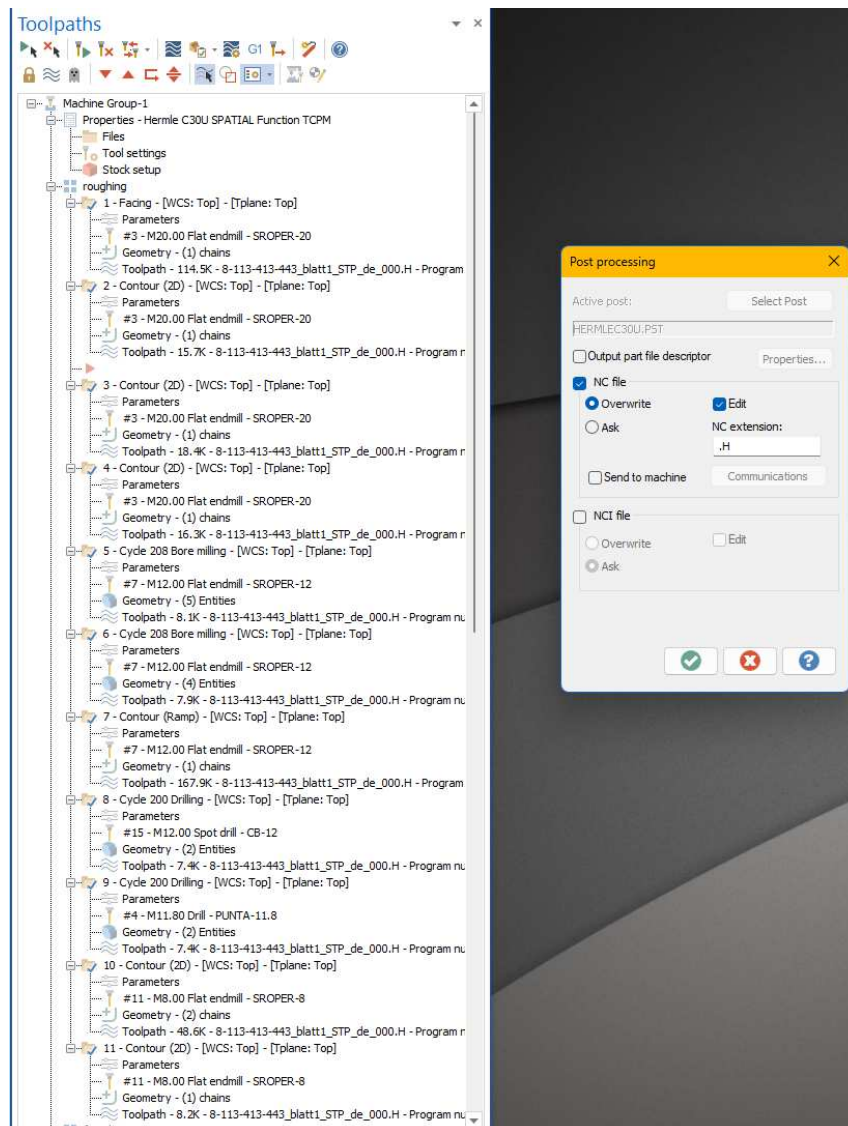 Toolpaths
G1
Machine Group-1
Properties - Hermle C30U SPATIAL Function TCPM
Files
Tool settings
Stock setup
roughing
1 - Facing - [WCS: Top] - [Tplane: Top]
Parameters
#3 - M20.00 Flat endmill - SROPER-20
Geometry - (1) chains
Toolpath - 114.5K - 8-113-413-443_blatt1_STP_de_000.H - Program
2 - Contour (2D) - [WCS: Top] - [Tplane: Top]
Parameters
#3 - M20.00 Flat endmill - SROPER-20
Geometry - (1) chains
Toolpath - 15.7K - 8-113-413-443_blatt1_STP_de_000.H - Program n
3 - Contour (2D) - [WCS: Top] - [Tplane: Top]
Parameters
#3 - M20.00 Flat endmill - SROPER-20
Geometry - (1) chains
Toolpath - 18.4K - 8-113-413-443_blatt1_STP_de_000.H - Program n
4 - Contour (2D) - [WCS: Top] - [Tplane: Top]
Parameters
#3 - M20.00 Flat endmill - SROPER-20
Geometry - (1) chains
Toolpath - 16.3K - 8-113-413-443_blatt1_STP_de_000.H - Program n
5 - Cycle 208 Bore milling - [WCS: Top] - [Tplane: Top]
Parameters
#7 - M12.00 Flat endmill - SROPER-12
Geometry - (5) Entities
Toolpath - 8.1K - 8-113-413-443_blatt1_STP_de_000.H - Program nu
6 - Cycle 208 Bore milling - [WCS: Top] - [Tplane: Top]
Parameters
#7 - M12.00 Flat endmill - SROPER-12
Geometry - (4) Entities
Toolpath - 7.9K - 8-113-413-443_blatt1_STP_de_000.H - Program nu
7 - Contour (Ramp) - [WCS: Top] - [Tplane: Top]
Parameters
#7 - M12.00 Flat endmill - SROPER-12
Geometry - (1) chains
Toolpath - 167.9K - 8-113-413-443_blatt1_STP_de_000.H - Program
8 - Cycle 200 Drilling - [WCS: Top] - [Tplane: Top]
Parameters
#15 - M12.00 Spot drill - CB-12
Geometry - (2) Entities
Toolpath - 7.4K - 8-113-413-443_blatt1_STP_de_000.H - Program nu
9 - Cycle 200 Drilling - [WCS: Top] - [Tplane: Top]
Parameters
#4 - M11.80 Drill - PUNTA-11.8
Geometry - (2) Entities
Toolpath - 7.4K - 8-113-413-443_blatt1_STP_de_000.H - Program nu
10 - Contour (2D) - [WCS: Top] - [Tplane: Top]
Parameters
#11 - M8.00 Flat endmill - SROPER-8
Geometry - (2) chains
Toolpath - 48.6K - 8-113-413-443_blatt1_STP_de_000.H - Program n
11 - Contour (2D) - [WCS: Top] - [Tplane: Top]
Parameters
#11 - M8.00 Flat endmill - SROPER-8
Geometry - (1) chains
Toolpath - 8.2K - 8-113-413-443_blatt1_STP_de_000.H - Program nu
Post processing
Active post: Select Post
HERMLEC30U.PST
Output part file descriptor Properties...
NC file
Overwrite Edit
Ask NC extension:
.H
Send to machine Communications
NCI file
Overwrite Edit
Ask